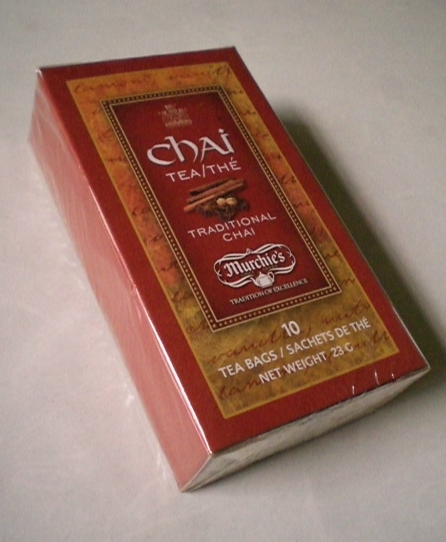 Chai
TEA/THÉ
TRADITIONAL
CHAI
Murchie's
TRADITION OF EXCELLENCE
10
TEA BAGS / SACHETS DE THÉ
NET WEIGHT 23 G